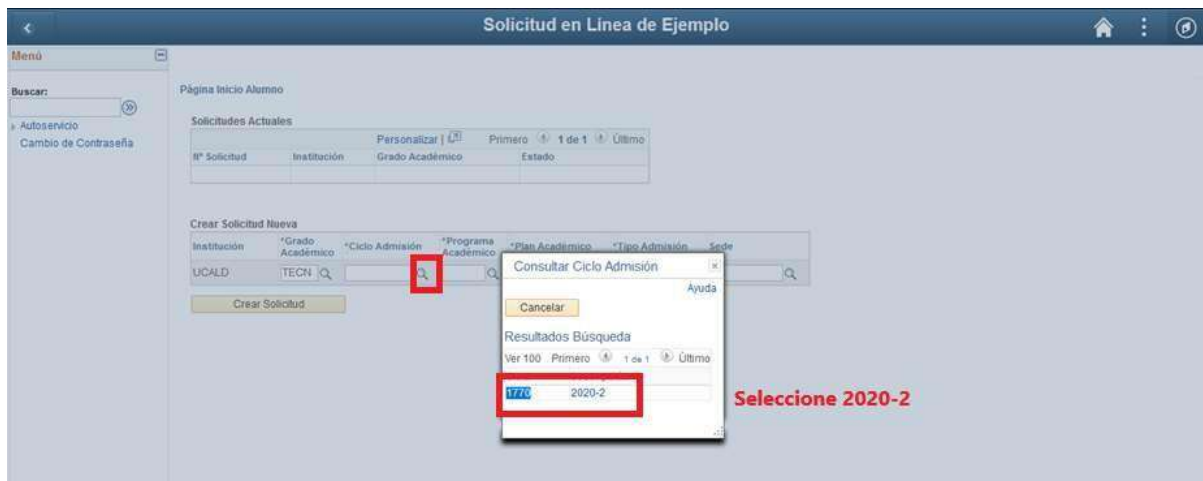 Solicitud en Línea de Ejemplo
Menú
Buscar:
Autoservicio
Cambio de Contraseña
Página Inicio Alumno
Solicitudes Actuales
Personalizar | Primero 1 de 1 Último
Nº Solicitud Institución Grado Académico Estado
Crear Solicitud Nueva
Institución *Grado Académico *Ciclo Admisión *Programa Académico *Plan Académico *Tipo Admisión Sede
UCALD TECN
Crear Solicitud
Consultar Ciclo Admisión
Ayuda
Cancelar
Resultados Búsqueda
Ver 100 Primero 1 de 1 Último
1770 2020-2
Seleccione 2020-2